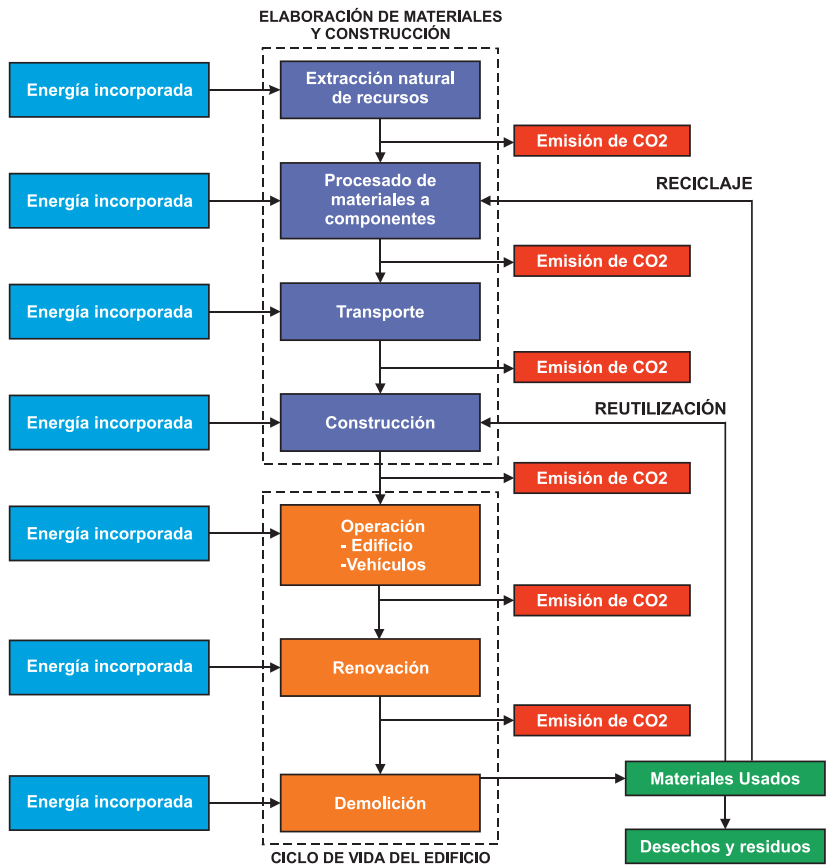 ELABORACIÓN DE MATERIALES
Y CONSTRUCCIÓN
Energía incorporada
Extracción natural
de recursos
Emisión de CO2
Energía incorporada
Procesado de
materiales a
componentes
RECICLAJE
Emisión de CO2
Energía incorporada
Transporte
Emisión de CO2
Energía incorporada
Construcción
REUTILIZACIÓN
Emisión de CO2
Energía incorporada
Operación
- Edificio
-Vehículos
Emisión de CO2
Energía incorporada
Renovación
Emisión de CO2
Energía incorporada
Demolición
Materiales Usados
Desechos y residuos
CICLO DE VIDA DEL EDIFICIO